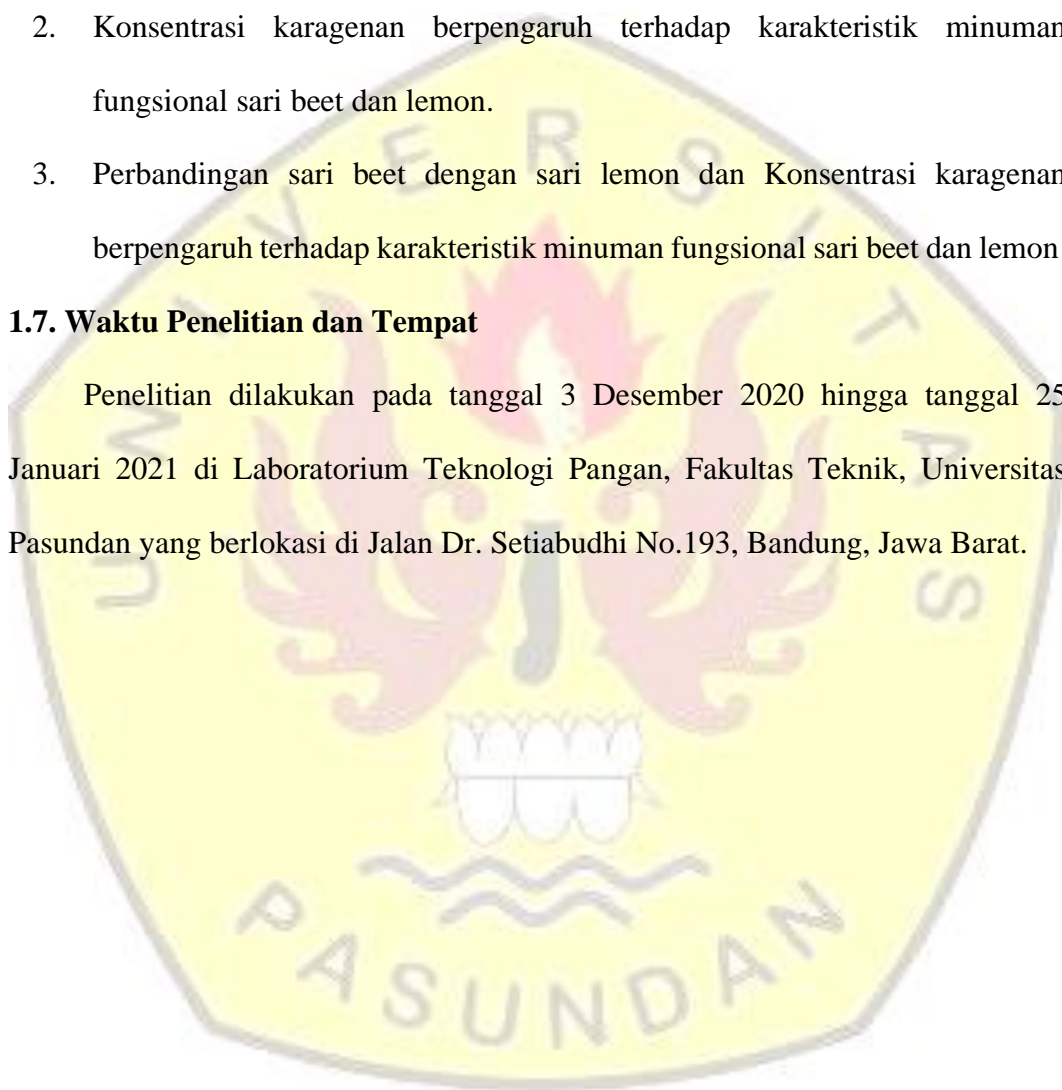 2. Konsentrasi karagenan berpengaruh terhadap karakteristik minuman
fungsional sari beet dan lemon.
3. Perbandingan sari beet dengan sari lemon dan Konsentrasi karagenan
berpengaruh terhadap karakteristik minuman fungsional sari beet dan lemon
1.7. Waktu Penelitian dan Tempat
Penelitian dilakukan pada tanggal 3 Desember 2020 hingga tanggal 25
Januari 2021 di Laboratorium Teknologi Pangan, Fakultas Teknik, Universitas
Pasundan yang berlokasi di Jalan Dr. Setiabudhi No.193, Bandung, Jawa Barat.
UNIVERSITAS
PASUNDAN